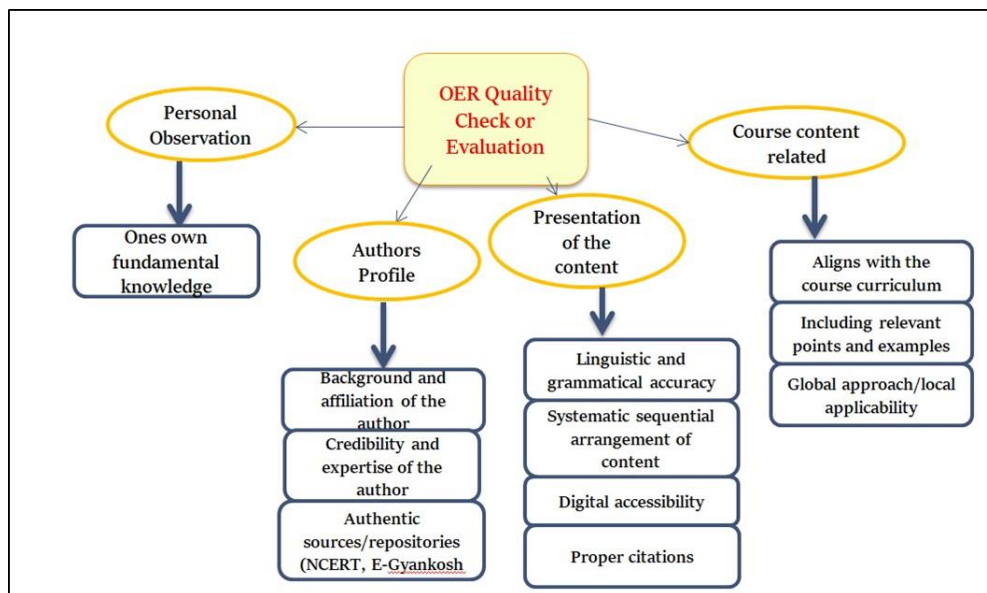 OER Quality
Check or
Evaluation
Personal
Observation
Ones own
fundamental
knowledge
Authors
Profile
Background and
affiliation of the
author
Credibility and
expertise of the
author
Authentic
sources/repositories
(NCERT, E-Gyankosh
Presentation
of the
content
Linguistic and
grammatical accuracy
Systematic sequential
arrangement of
content
Digital accessibility
Proper citations
Course content
related
Aligns with the
course curriculum
Including relevant
points and examples
Global approach/local
applicability